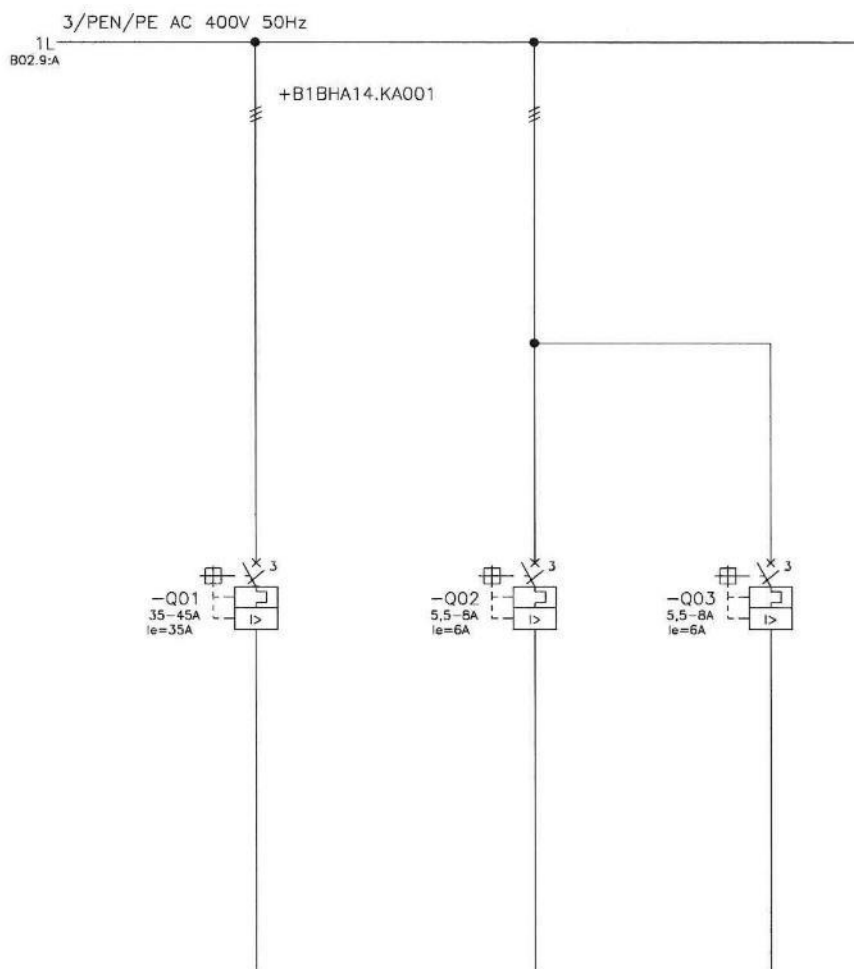 3/PEN/PE AC 400V 50Hz
1L
B02.9:A
+B1BHA14.KA001
3
-Q01
35-45A
Ie=35A
I>
3
-Q02
5,5-8A
Ie=6A
I>
3
-Q03
5,5-8A
Ie=6A
I>